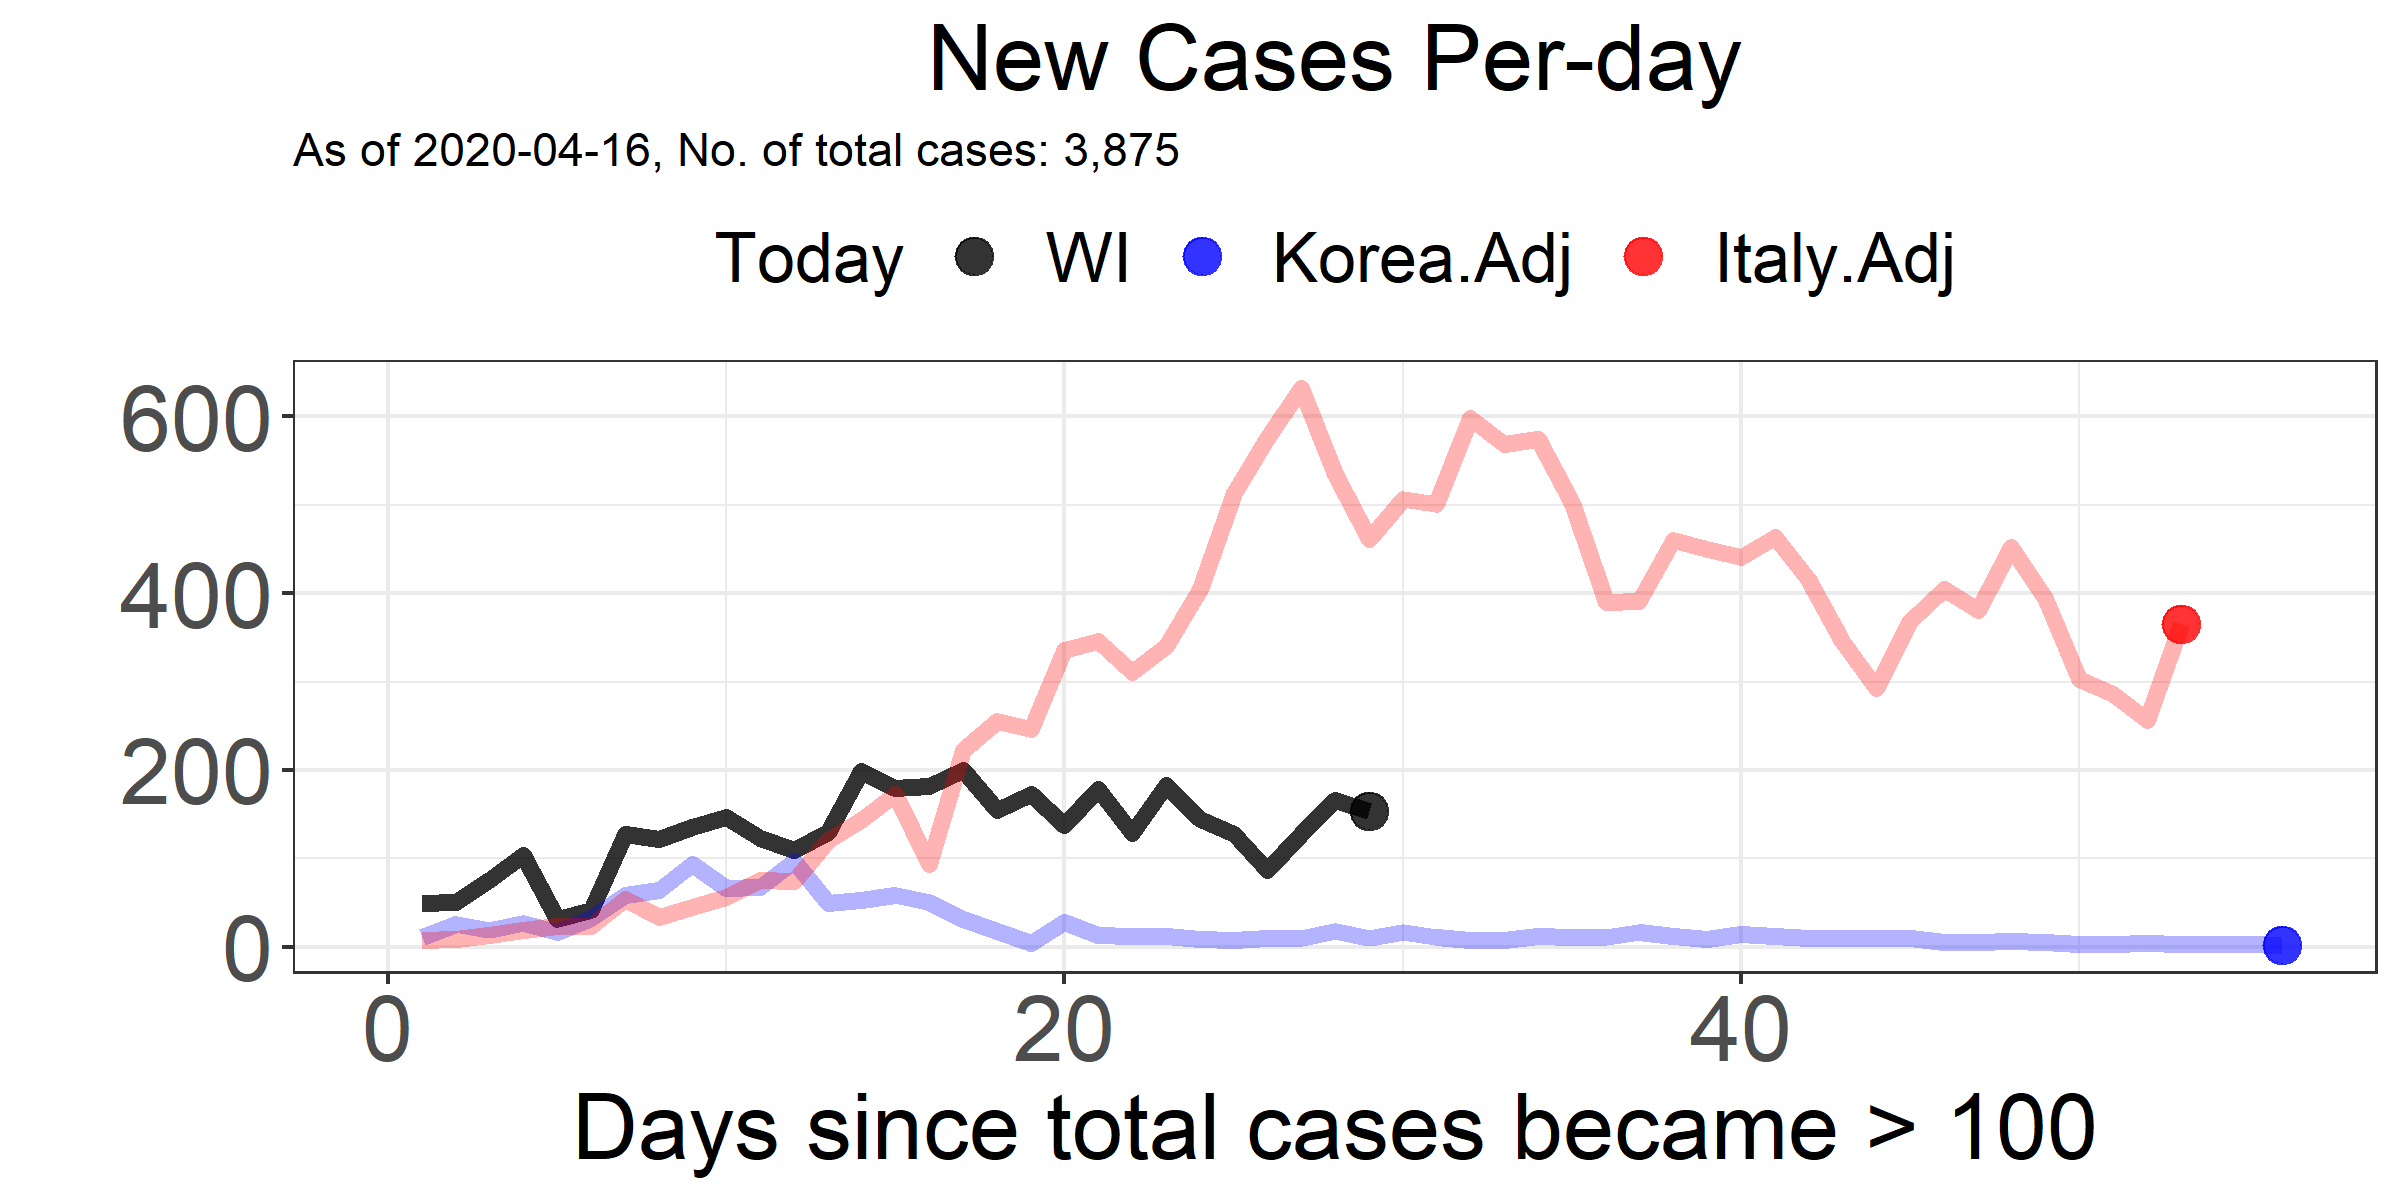 New Cases Per-day
As of 2020-04-16, No. of total cases: 3,875
Today WI Korea.Adj Italy.Adj
600
400
200
0
0 20 40
Days since total cases became > 100